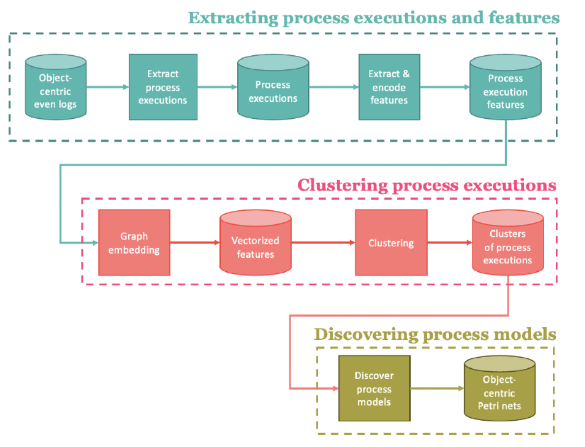 Extracting process executions and features
Object-
centric
even logs
Extract
process
executions
Process
executions
Extract &
encode
features
Process
execution
features
Clustering process executions
Graph
embedding
Vectorized
features
Clustering
Clusters
of process
executions
Discovering process models
Discover
process
models
Object-
centric
Petri nets